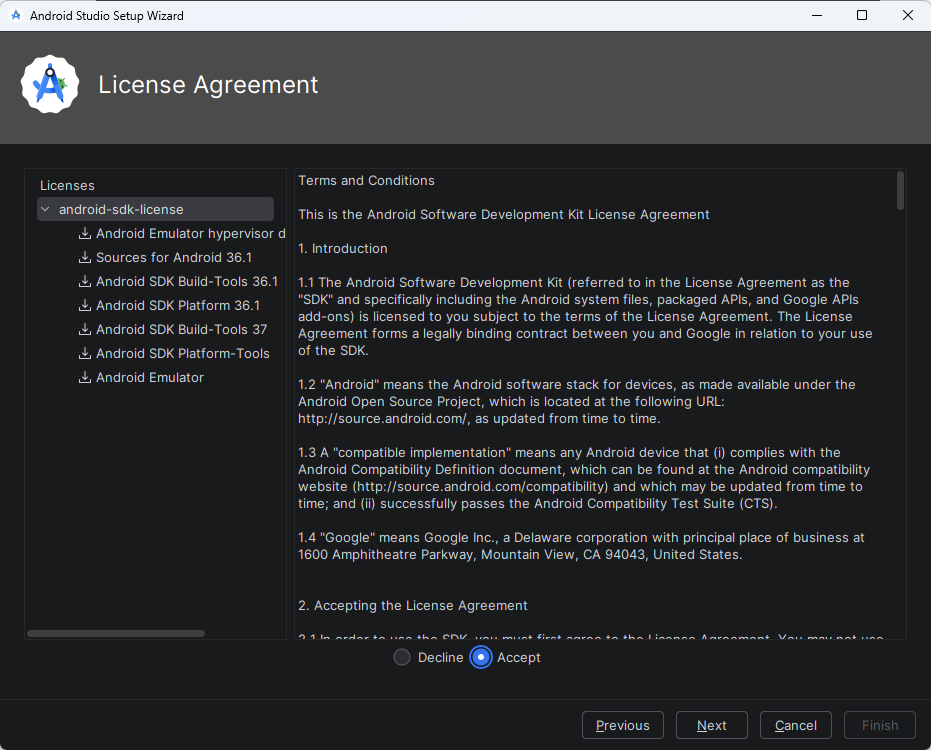 Android Studio Setup Wizard
License Agreement
Licenses
android-sdk-license
Android Emulator hypervisor d
Sources for Android 36.1
Android SDK Build-Tools 36.1
Android SDK Platform 36.1
Android SDK Build-Tools 37
Android SDK Platform-Tools
Android Emulator
Terms and Conditions
This is the Android Software Development Kit License Agreement
1. Introduction
1.1 The Android Software Development Kit (referred to in the License Agreement as the
"SDK" and specifically including the Android system files, packaged APIs, and Google APIs
add-ons) is licensed to you subject to the terms of the License Agreement. The License
Agreement forms a legally binding contract between you and Google in relation to your use
of the SDK.
1.2 "Android" means the Android software stack for devices, as made available under the
Android Open Source Project, which is located at the following URL:
http://source.android.com/, as updated from time to time.
1.3 A "compatible implementation" means any Android device that (i) complies with the
Android Compatibility Definition document, which can be found at the Android compatibility
website (http://source.android.com/compatibility) and which may be updated from time to
time; and (ii) successfully passes the Android Compatibility Test Suite (CTS).
1.4 "Google" means Google Inc., a Delaware corporation with principal place of business at
1600 Amphitheatre Parkway, Mountain View, CA 94043, United States.
2. Accepting the License Agreement
2.1 In order to use the SDK, you must first agree to the License Agreement. You may not use
Decline
Accept
Previous
Next
Cancel
Finish